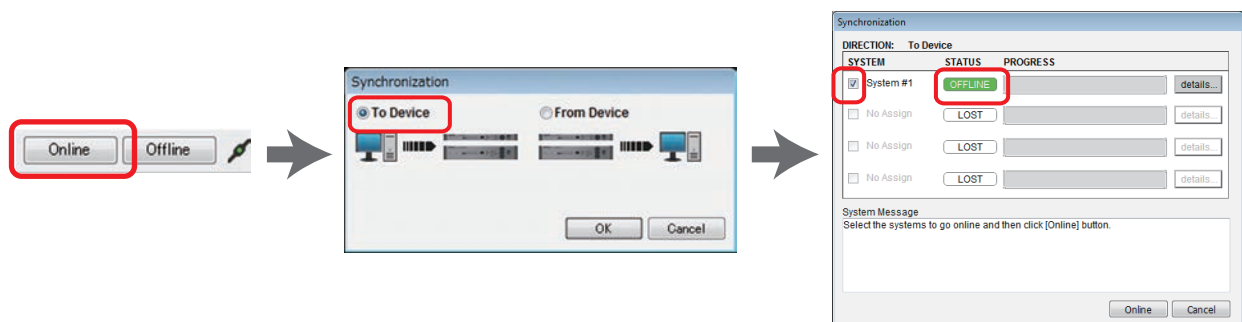 Online
Offline
Synchronization
To Device
From Device
OK
Cancel
Synchronization
DIRECTION: To Device
SYSTEM STATUS PROGRESS
System #1 OFFLINE details...
No Assign LOST details...
No Assign LOST details...
No Assign LOST details...
System Message
Select the systems to go online and then click [Online] button.
Online Cancel